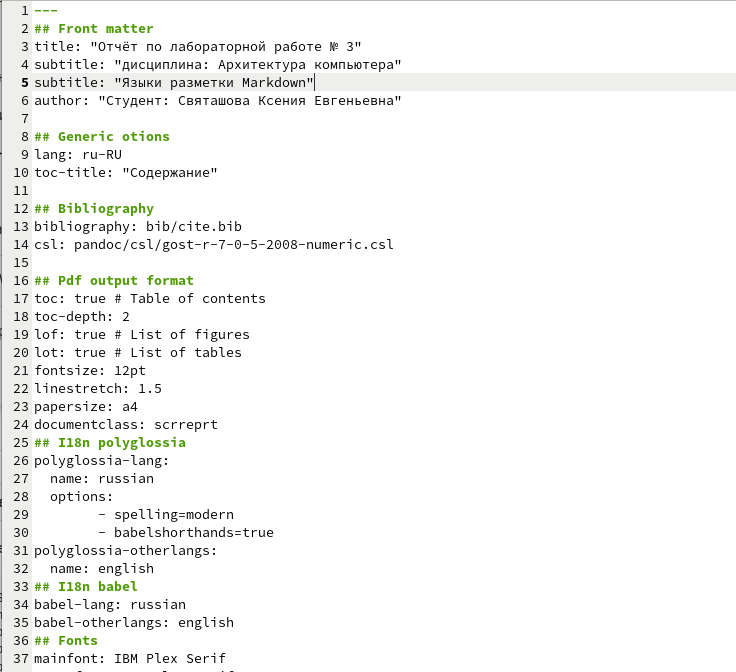 1 ---
2 ## Front matter
3 title: "Отчёт по лабораторной работе № 3"
4 subtitle: "дисциплина: Архитектура компьютера"
5 subtitle: "Языки разметки Markdown"
6 author: "Студент: Святашова Ксения Евгеньевна"
7
8 ## Generic otions
9 lang: ru-RU
10 toc-title: "Содержание"
11
12 ## Bibliography
13 bibliography: bib/cite.bib
14 csl: pandoc/csl/gost-r-7-0-5-2008-numeric.csl
15
16 ## Pdf output format
17 toc: true # Table of contents
18 toc-depth: 2
19 lof: true # List of figures
20 lot: true # List of tables
21 fontsize: 12pt
22 linestretch: 1.5
23 papersize: a4
24 documentclass: scrreprt
25 ## I18n polyglossia
26 polyglossia-lang:
27   name: russian
28   options:
29         - spelling=modern
30         - babelshorthands=true
31 polyglossia-otherlangs:
32   name: english
33 ## I18n babel
34 babel-lang: russian
35 babel-otherlangs: english
36 ## Fonts
37 mainfont: IBM Plex Serif